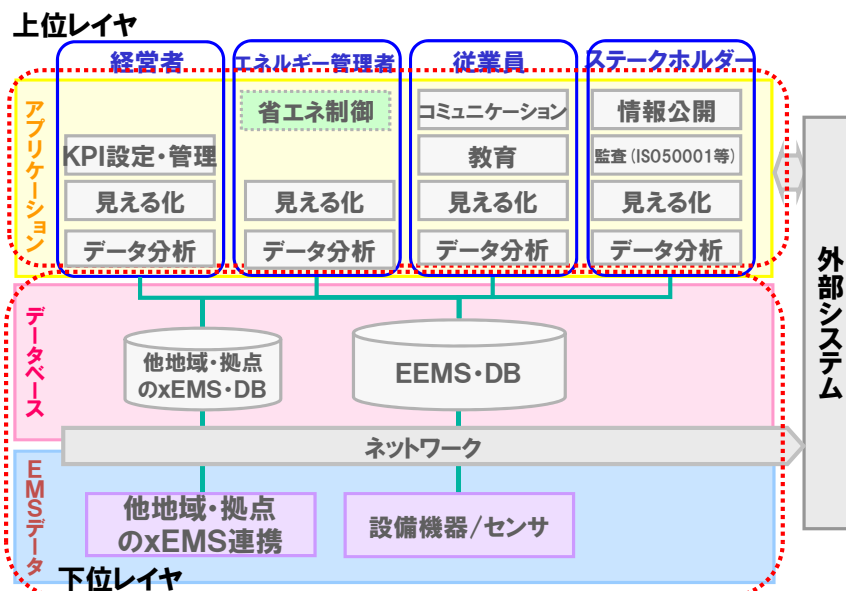 上位レイヤ
経営者
エネルギー管理者
従業員
ステークホルダー
アプリケーション
省エネ制御
コミュニケーション
情報公開
KPI設定・管理
教育
監査(ISO50001等)
見える化
見える化
見える化
見える化
データ分析
データ分析
データ分析
データ分析
外部システム
データベース
他地域・拠点
のxEMS・DB
EEMS・DB
ネットワーク
EMSデータ
他地域・拠点
のxEMS連携
設備機器/センサ
下位レイヤ